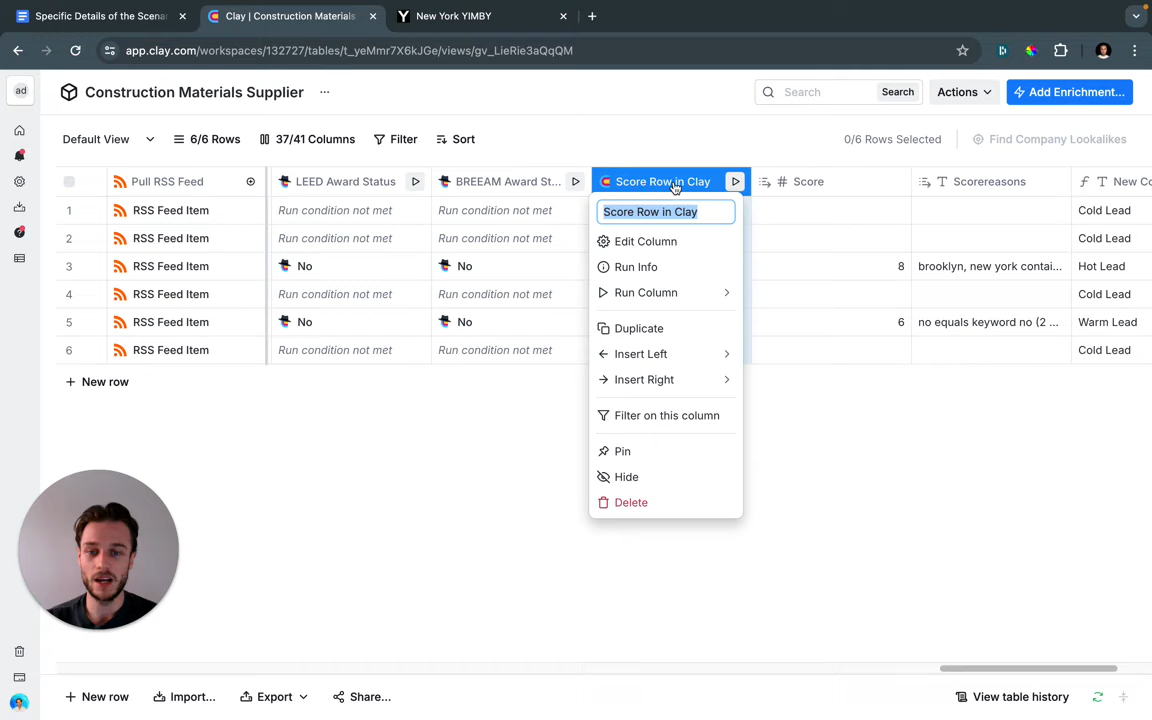 Specific Details of the Scena
Clay | Construction Materials
New York YIMBY
app.clay.com/workspaces/132727/tables/t_yeMmr7X6kJGe/views/gv_LieRie3aQqQM
ad
Construction Materials Supplier
Search
Search
Actions
Add Enrichment...
Default View
6/6 Rows
37/41 Columns
Filter
Sort
0/6 Rows Selected
Find Company Lookalikes
Pull RSS Feed
LEED Award Status
BREEAM Award St...
Score Row in Clay
Score
Scorereasons
New Co
1 RSS Feed Item Run condition not met Run condition not met Cold Lead
2 RSS Feed Item Run condition not met Run condition not met Cold Lead
3 RSS Feed Item No No 8 brooklyn, new york contai... Hot Lead
4 RSS Feed Item Run condition not met Run condition not met Cold Lead
5 RSS Feed Item No No 6 no equals keyword no (2 ... Warm Lead
6 RSS Feed Item Run condition not met Run condition not met Cold Lead
+ New row
Score Row in Clay
Edit Column
Run Info
Run Column
Duplicate
Insert Left
Insert Right
Filter on this column
Pin
Hide
Delete
+ New row
Import...
Export
Share...
View table history